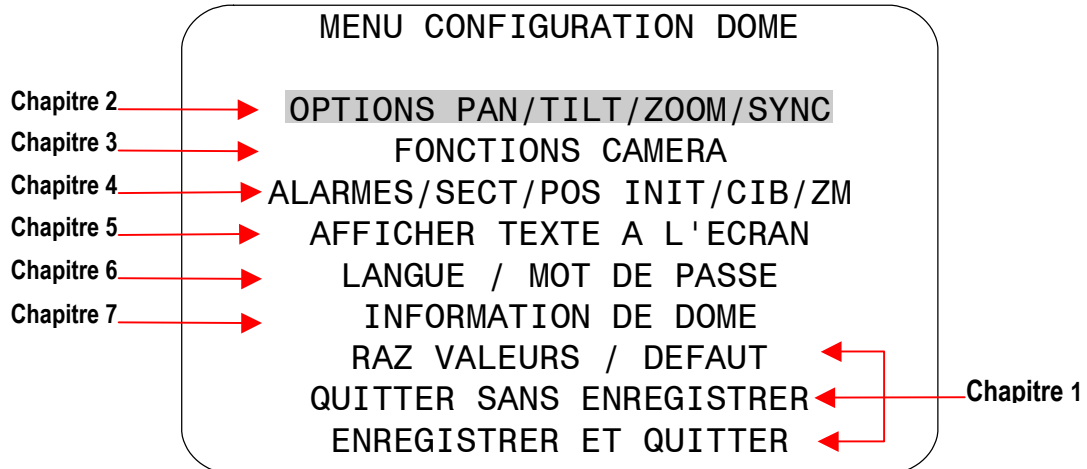 MENU CONFIGURATION DOME
Chapitre 2 OPTIONS PAN/TILT/ZOOM/SYNC
Chapitre 3 FONCTIONS CAMERA
Chapitre 4 ALARMES/SECT/POS INIT/CIB/ZM
Chapitre 5 AFFICHER TEXTE A L'ECRAN
Chapitre 6 LANGUE / MOT DE PASSE
Chapitre 7 INFORMATION DE DOME
RAZ VALEURS / DEFAUT
QUITTER SANS ENREGISTRER Chapitre 1
ENREGISTRER ET QUITTER